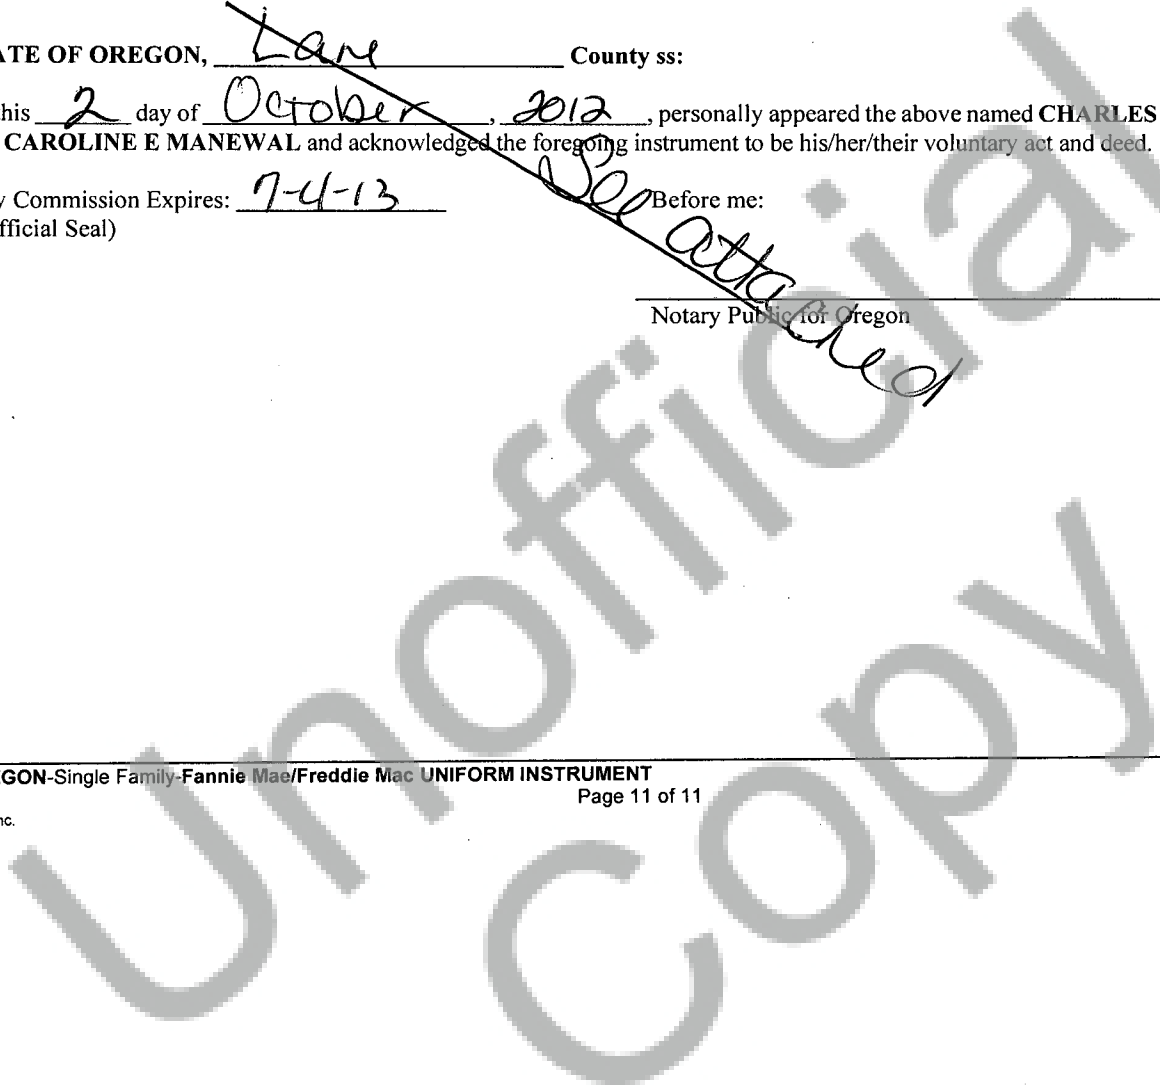 ATE OF OREGON, Lane County ss:
his 2 day of October, 2012, personally appeared the above named CHARLES
CAROLINE E MANEWAL and acknowledged the foregoing instrument to be his/her/their voluntary act and deed.
y Commission Expires: 7-4-13 Before me:
fficial Seal)
See attached
Notary Public for Oregon
Unofficial
Copy
GON-Single Family-Fannie Mae/Freddie Mac UNIFORM INSTRUMENT
Page 11 of 11
nc.